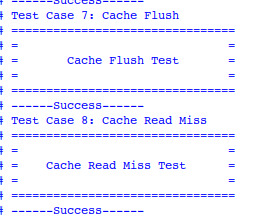 # ------Success------
# Test Case 7: Cache Flush
# ================================
# =                              =
# =       Cache Flush Test       =
# =                              =
# ================================
# ------Success------
# Test Case 8: Cache Read Miss
# ================================
# =                              =
# =    Cache Read Miss Test      =
# =                              =
# ================================
# ------Success------